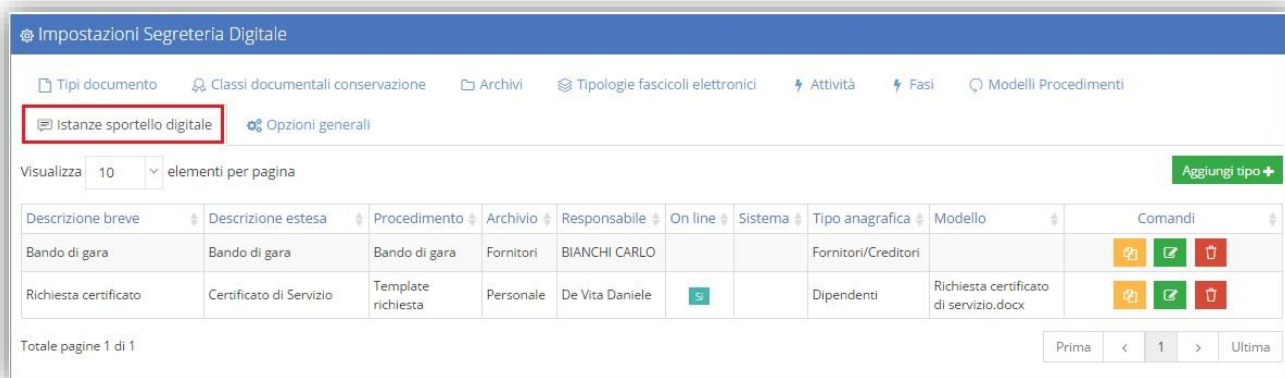 Impostazioni Segreteria Digitale
Tipi documento Classi documentali conservazione Archivi Tipologie fascicoli elettronici Attività Fasi Modelli Procedimenti
Istanze sportello digitale Opzioni generali
Visualizza 10 elementi per pagina Aggiungi tipo +
Descrizione breve Descrizione estesa Procedimento Archivio Responsabile On line Sistema Tipo anagrafica Modello Comandi
Bando di gara Bando di gara Bando di gara Fornitori BIANCHI CARLO Fornitori/Creditori
Richiesta certificato Certificato di Servizio Template richiesta Personale De Vita Daniele Si Dipendenti Richiesta certificato di servizio.docx
Totale pagine 1 di 1 Prima < 1 > Ultima